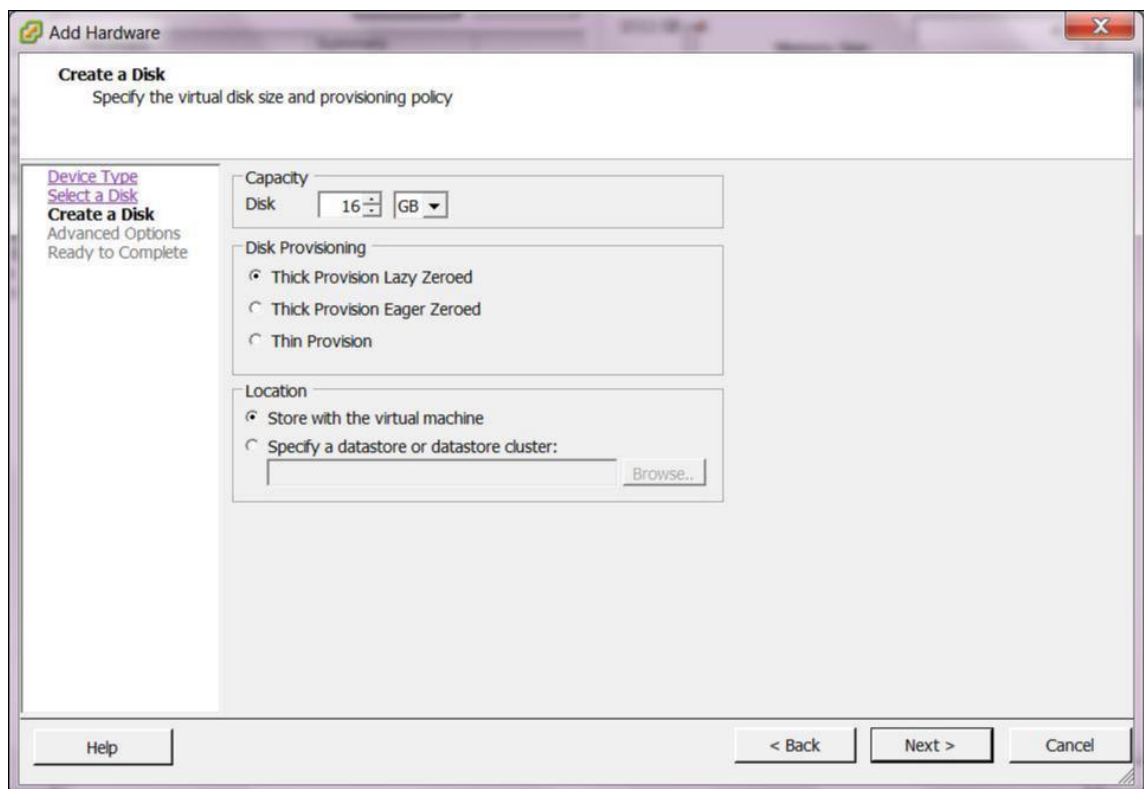 Add Hardware
Create a Disk
Specify the virtual disk size and provisioning policy
Device Type
Select a Disk
Create a Disk
Advanced Options
Ready to Complete
Capacity
Disk 16 GB
Disk Provisioning
Thick Provision Lazy Zeroed
Thick Provision Eager Zeroed
Thin Provision
Location
Store with the virtual machine
Specify a datastore or datastore cluster:
Browse..
Help
< Back Next > Cancel